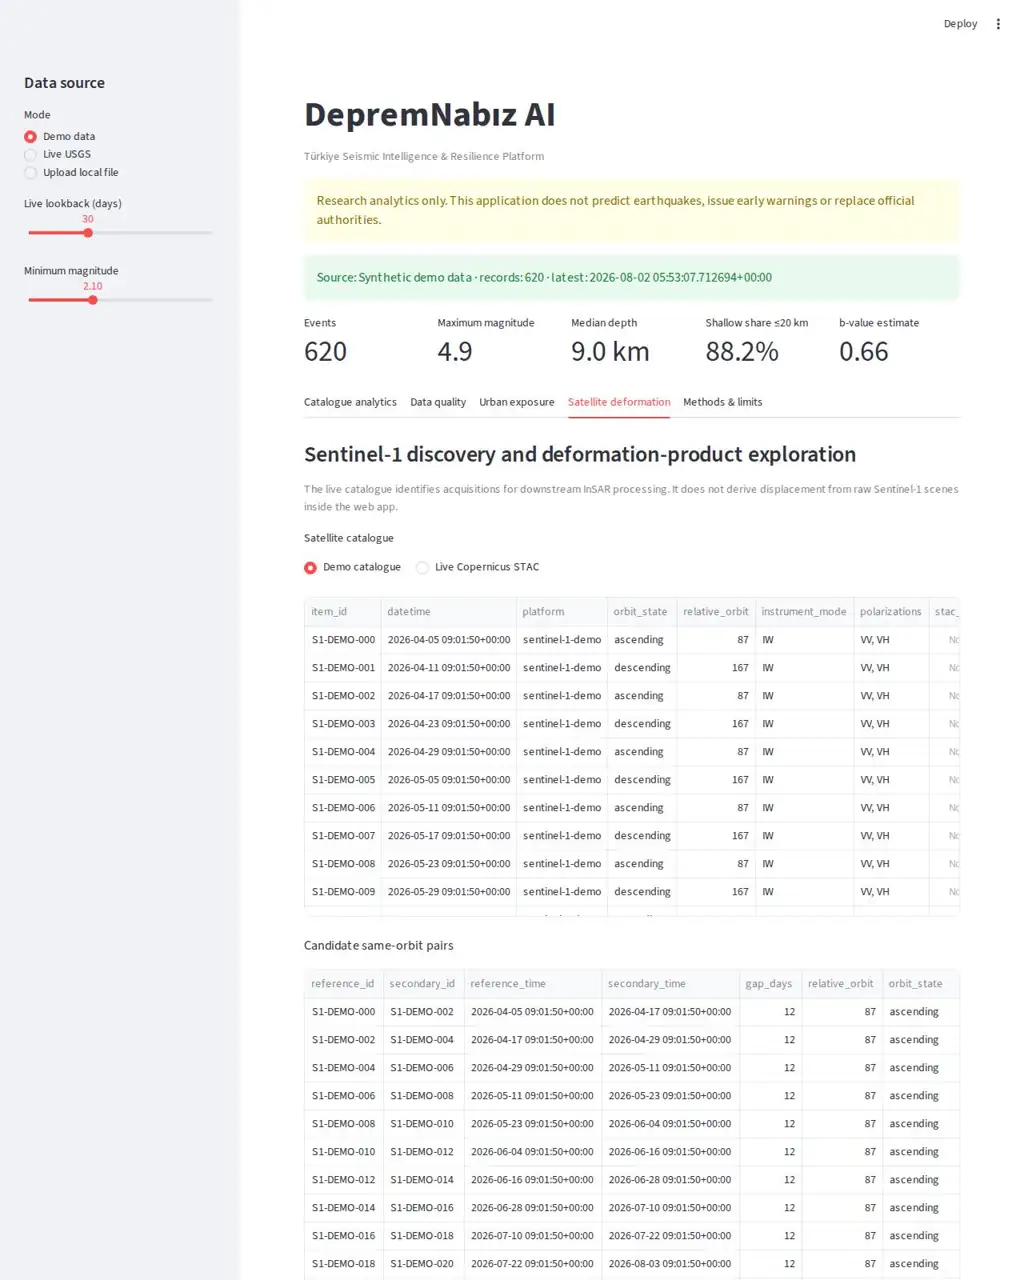 Deploy
Data source
Mode
Demo data
Live USGS
Upload local file
Live lookback (days)
30
Minimum magnitude
2.10
DepremNabız AI
Türkiye Seismic Intelligence & Resilience Platform
Research analytics only. This application does not predict earthquakes, issue early warnings or replace official
authorities.
Source: Synthetic demo data · records: 620 · latest: 2026-08-02 05:53:07.712694+00:00
Events Maximum magnitude Median depth Shallow share ≤20 km b-value estimate
620 4.9 9.0 km 88.2% 0.66
Catalogue analytics Data quality Urban exposure Satellite deformation Methods & limits
Sentinel-1 discovery and deformation-product exploration
The live catalogue identifies acquisitions for downstream InSAR processing. It does not derive displacement from raw Sentinel-1 scenes
inside the web app.
Satellite catalogue
Demo catalogue Live Copernicus STAC
item_id datetime platform orbit_state relative_orbit instrument_mode polarizations stac_
S1-DEMO-000 2026-04-05 09:01:50+00:00 sentinel-1-demo ascending 87 IW VV, VH
S1-DEMO-001 2026-04-11 09:01:50+00:00 sentinel-1-demo descending 167 IW VV, VH
S1-DEMO-002 2026-04-17 09:01:50+00:00 sentinel-1-demo ascending 87 IW VV, VH
S1-DEMO-003 2026-04-23 09:01:50+00:00 sentinel-1-demo descending 167 IW VV, VH
S1-DEMO-004 2026-04-29 09:01:50+00:00 sentinel-1-demo ascending 87 IW VV, VH
S1-DEMO-005 2026-05-05 09:01:50+00:00 sentinel-1-demo descending 167 IW VV, VH
S1-DEMO-006 2026-05-11 09:01:50+00:00 sentinel-1-demo ascending 87 IW VV, VH
S1-DEMO-007 2026-05-17 09:01:50+00:00 sentinel-1-demo descending 167 IW VV, VH
S1-DEMO-008 2026-05-23 09:01:50+00:00 sentinel-1-demo ascending 87 IW VV, VH
S1-DEMO-009 2026-05-29 09:01:50+00:00 sentinel-1-demo descending 167 IW VV, VH
Candidate same-orbit pairs
reference_id secondary_id reference_time secondary_time gap_days relative_orbit orbit_state
S1-DEMO-000 S1-DEMO-002 2026-04-05 09:01:50+00:00 2026-04-17 09:01:50+00:00 12 87 ascending
S1-DEMO-002 S1-DEMO-004 2026-04-17 09:01:50+00:00 2026-04-29 09:01:50+00:00 12 87 ascending
S1-DEMO-004 S1-DEMO-006 2026-04-29 09:01:50+00:00 2026-05-11 09:01:50+00:00 12 87 ascending
S1-DEMO-006 S1-DEMO-008 2026-05-11 09:01:50+00:00 2026-05-23 09:01:50+00:00 12 87 ascending
S1-DEMO-008 S1-DEMO-010 2026-05-23 09:01:50+00:00 2026-06-04 09:01:50+00:00 12 87 ascending
S1-DEMO-010 S1-DEMO-012 2026-06-04 09:01:50+00:00 2026-06-16 09:01:50+00:00 12 87 ascending
S1-DEMO-012 S1-DEMO-014 2026-06-16 09:01:50+00:00 2026-06-28 09:01:50+00:00 12 87 ascending
S1-DEMO-014 S1-DEMO-016 2026-06-28 09:01:50+00:00 2026-07-10 09:01:50+00:00 12 87 ascending
S1-DEMO-016 S1-DEMO-018 2026-07-10 09:01:50+00:00 2026-07-22 09:01:50+00:00 12 87 ascending
S1-DEMO-018 S1-DEMO-020 2026-07-22 09:01:50+00:00 2026-08-03 09:01:50+00:00 12 87 ascending